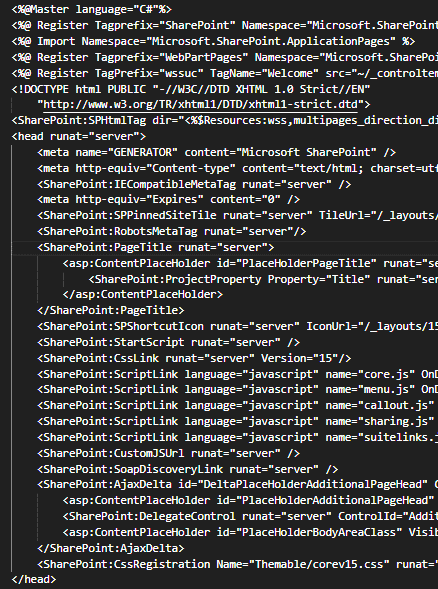 <%@Master language="C#"%>
<%@ Register Tagprefix="SharePoint" Namespace="Microsoft.SharePoint
<%@ Import Namespace="Microsoft.SharePoint.ApplicationPages" %>
<%@ Register Tagprefix="WebPartPages" Namespace="Microsoft.SharePoin
<%@ Register Tagprefix="wssuc" TagName="Welcome" src="~/_controltem
<!DOCTYPE html PUBLIC "-//W3C//DTD XHTML 1.0 Strict//EN"
"http://www.w3.org/TR/xhtml1/DTD/xhtml1-strict.dtd">
<SharePoint:SPHtmlTag dir="<%$Resources:wss,multipages_direction_di
<head runat="server">
<meta name="GENERATOR" content="Microsoft SharePoint" />
<meta http-equiv="Content-type" content="text/html; charset=utf
<SharePoint:IECompatibleMetaTag runat="server" />
<meta http-equiv="Expires" content="0" />
<SharePoint:SPPinnedSiteTile runat="server" TileUrl="/_layouts/
<SharePoint:RobotsMetaTag runat="server"/>
<SharePoint:PageTitle runat="server">
<asp:ContentPlaceHolder id="PlaceHolderPageTitle" runat="se
<SharePoint:ProjectProperty Property="Title" runat="ser
</asp:ContentPlaceHolder>
</SharePoint:PageTitle>
<SharePoint:SPShortcutIcon runat="server" IconUrl="/_layouts/15
<SharePoint:StartScript runat="server" />
<SharePoint:CssLink runat="server" Version="15"/>
<SharePoint:ScriptLink language="javascript" name="core.js" OnD
<SharePoint:ScriptLink language="javascript" name="menu.js" OnD
<SharePoint:ScriptLink language="javascript" name="callout.js"
<SharePoint:ScriptLink language="javascript" name="sharing.js"
<SharePoint:ScriptLink language="javascript" name="suitelinks.j
<SharePoint:CustomJSUrl runat="server" />
<SharePoint:SoapDiscoveryLink runat="server" />
<SharePoint:AjaxDelta id="DeltaPlaceHolderAdditionalPageHead" C
<asp:ContentPlaceHolder id="PlaceHolderAdditionalPageHead"
<SharePoint:DelegateControl runat="server" ControlId="Addit
<asp:ContentPlaceHolder id="PlaceHolderBodyAreaClass" Visib
</SharePoint:AjaxDelta>
<SharePoint:CssRegistration Name="Themable/corev15.css" runat="
</head>